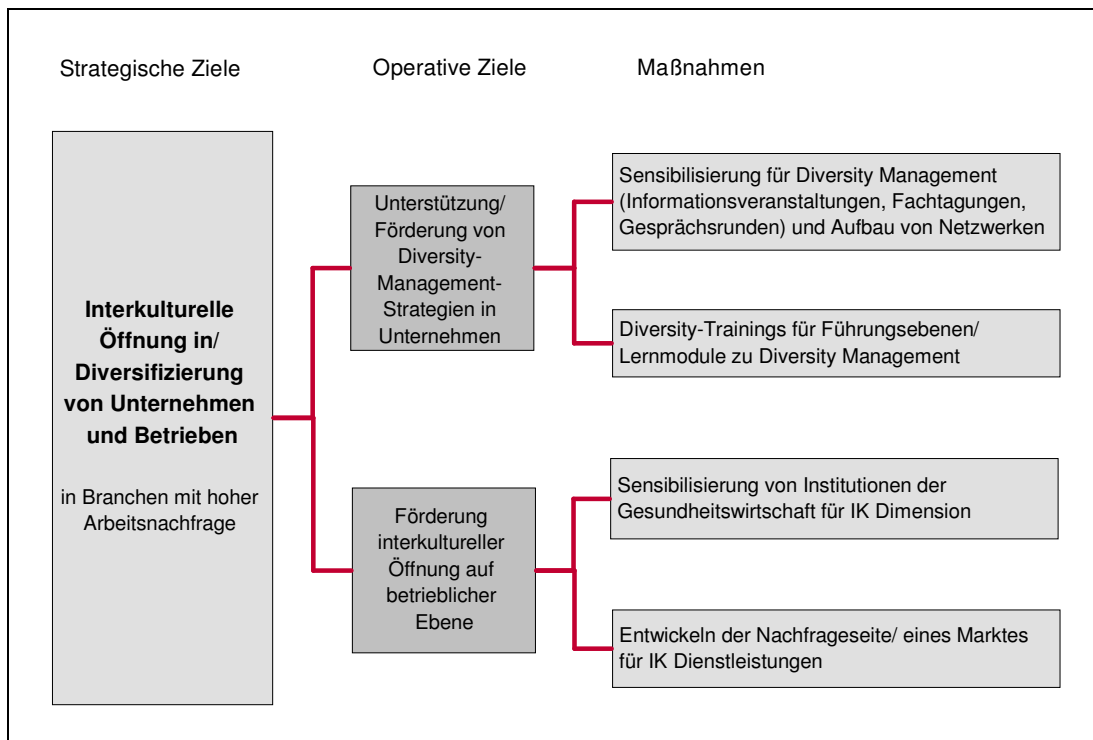 Strategische Ziele
Operative Ziele
Maßnahmen
Interkulturelle
Öffnung in/
Diversifizierung
von Unternehmen
und Betrieben
in Branchen mit hoher
Arbeitsnachfrage
Unterstützung/
Förderung von
Diversity-
Management-
Strategien in
Unternehmen
Sensibilisierung für Diversity Management
(Informationsveranstaltungen, Fachtagungen,
Gesprächsrunden) und Aufbau von Netzwerken
Diversity-Trainings für Führungsebenen/
Lernmodule zu Diversity Management
Förderung
interkultureller
Öffnung auf
betrieblicher
Ebene
Sensibilisierung von Institutionen der
Gesundheitswirtschaft für IK Dimension
Entwickeln der Nachfrageseite/ eines Marktes
für IK Dienstleistungen